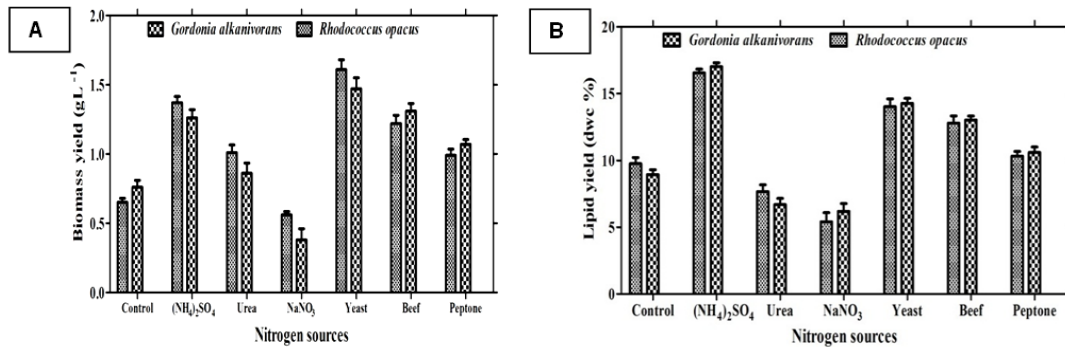 A
Gordonia alkanivorans
Rhodococcus opacus
Biomass yield (gL⁻¹)
2.0
1.5
1.0
0.5
0.0
Control
(NH₄)₂SO₄
Urea
NaNO₃
Yeast
Beef
Peptone
Nitrogen sources
B
Gordonia alkanivorans
Rhodococcus opacus
Lipid yield (dwc %)
20
15
10
5
0
Control
(NH₄)₂SO₄
Urea
NaNO₃
Yeast
Beef
Peptone
Nitrogen sources